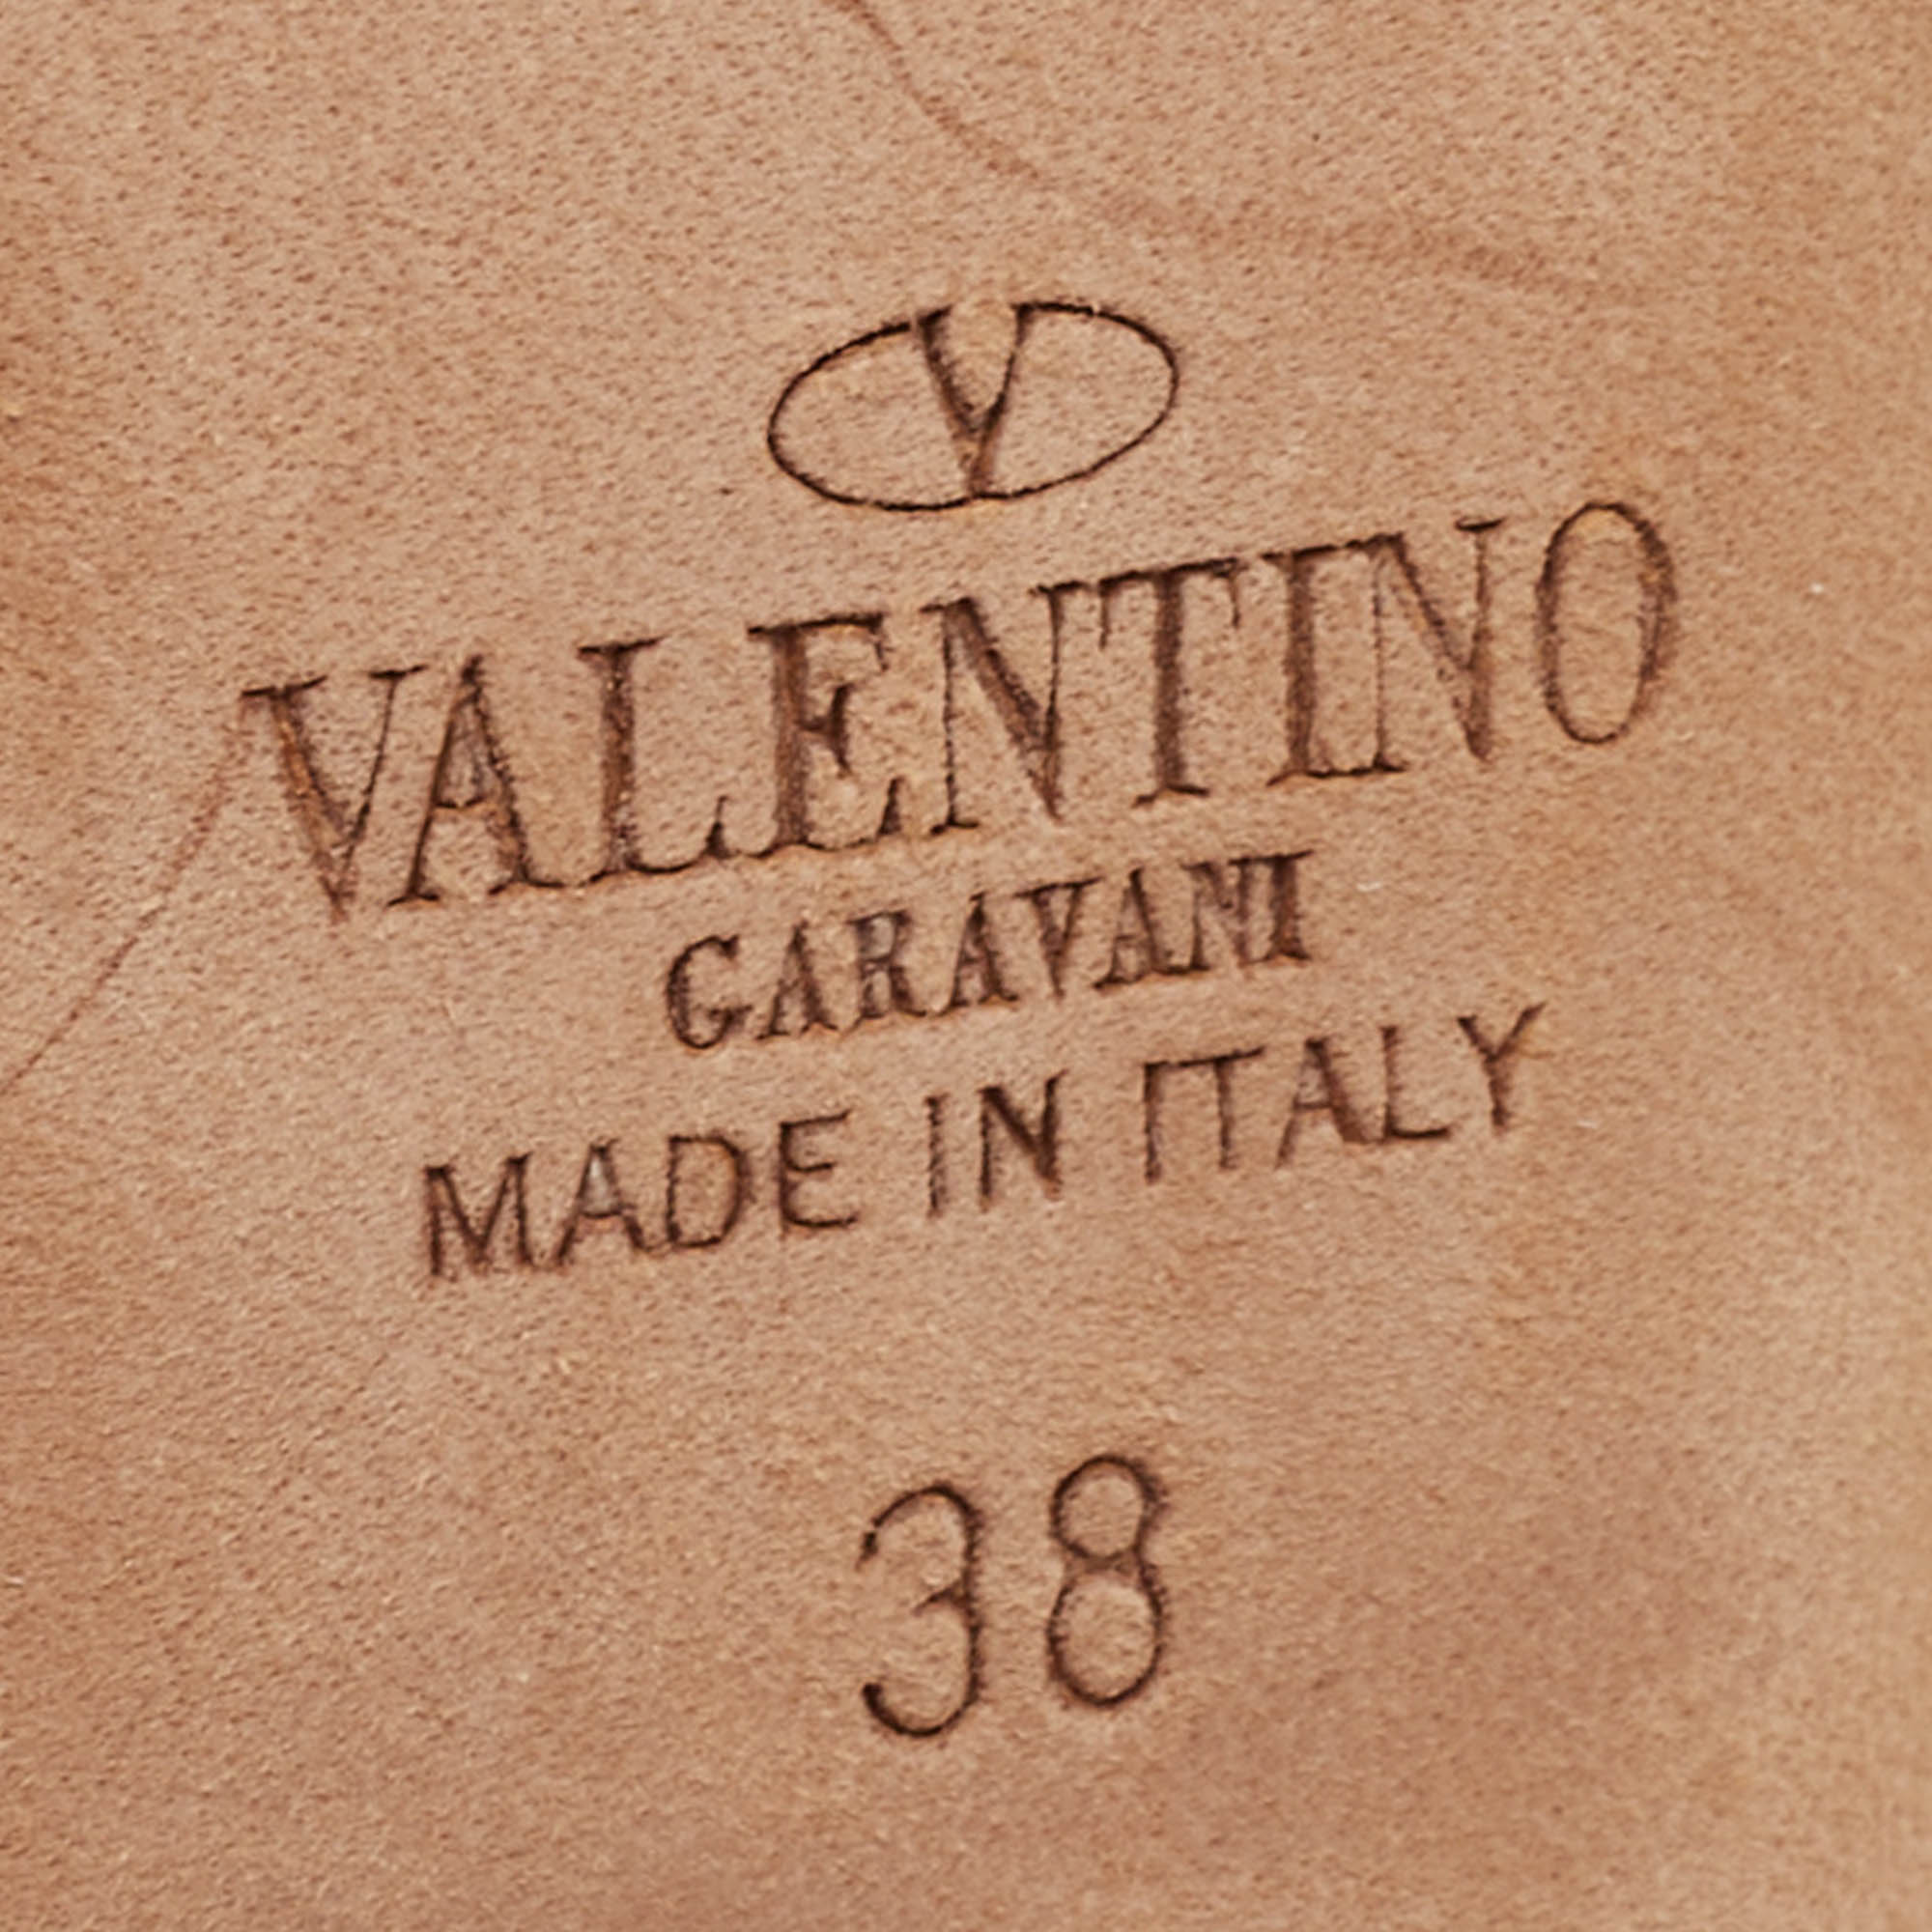 V
VALENTINO
GARAVANI
MADE IN ITALY
38